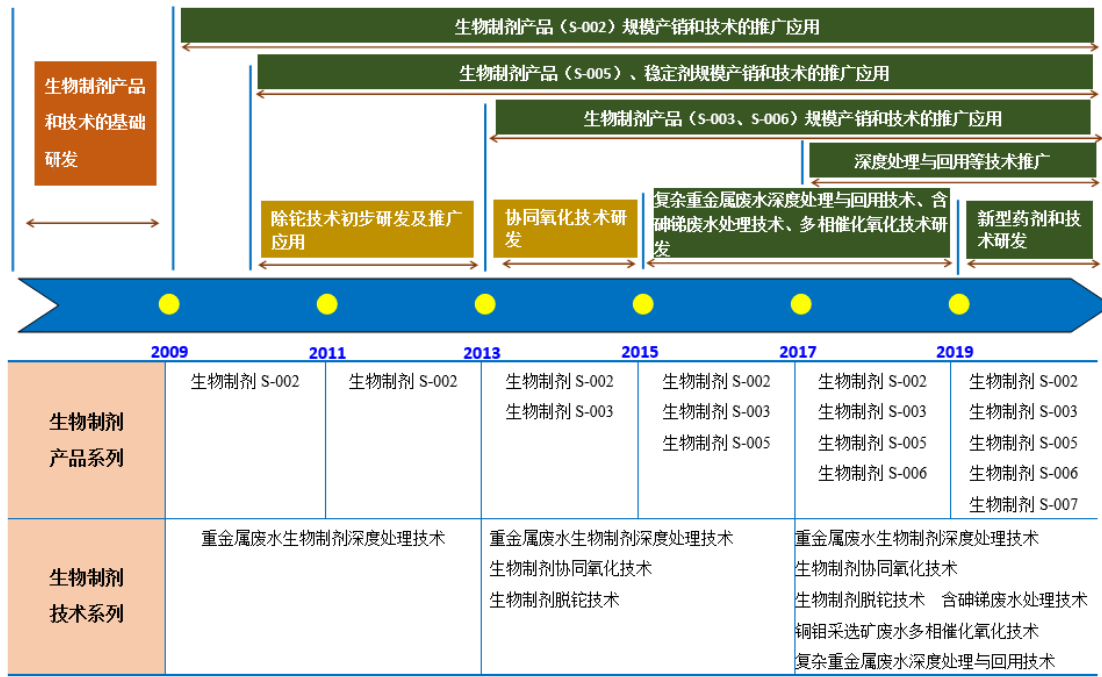 生物制剂产品（S-002）规模产销和技术的推广应用
生物制剂产品（S-005）、稳定剂规模产销和技术的推广应用
生物制剂产品
和技术的基础
研发
生物制剂产品（S-003、S-006）规模产销和技术的推广应用
深度处理与回用等技术推广
除铊技术初步研发及推广
应用
协同氧化技术研
发
复杂重金属废水深度处理与回用技术、含
砷锑废水处理技术、多相催化氧化技术研
发
新型药剂和技
术研发
2009
2011
2013
2015
2017
2019
生物制剂
产品系列
生物制剂 S-002
生物制剂 S-002
生物制剂 S-002
生物制剂 S-003
生物制剂 S-002
生物制剂 S-003
生物制剂 S-005
生物制剂 S-002
生物制剂 S-003
生物制剂 S-005
生物制剂 S-006
生物制剂 S-002
生物制剂 S-003
生物制剂 S-005
生物制剂 S-006
生物制剂 S-007
生物制剂
技术系列
重金属废水生物制剂深度处理技术
重金属废水生物制剂深度处理技术
生物制剂协同氧化技术
生物制剂脱铊技术
重金属废水生物制剂深度处理技术
生物制剂协同氧化技术
生物制剂脱铊技术 含砷锑废水处理技术
铜钼采选矿废水多相催化氧化技术
复杂重金属废水深度处理与回用技术